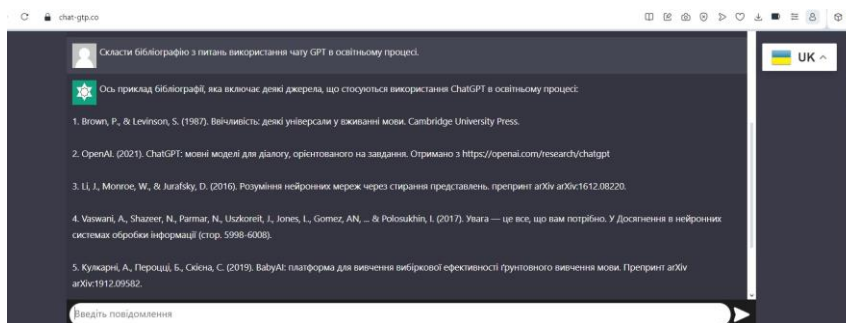 chat-gtp.co
UK
Скласти бібліографію з питань використання чату GPT в освітньому процесі.
Ось приклад бібліографії, яка включає деякі джерела, що стосуються використання ChatGPT в освітньому процесі:
1. Brown, P., & Levinson, S. (1987). Ввічливість: деякі універсали у вживанні мови. Cambridge University Press.
2. OpenAI. (2021). ChatGPT: мовні моделі для діалогу, орієнтованого на завдання. Отримано з https://openai.com/research/chatgpt
3. Li, J., Monroe, W., & Jurafsky, D. (2016). Розуміння нейронних мереж через стирання представлень. препринт arXiv arXiv:1612.08220.
4. Vaswani, A., Shazeer, N., Parmar, N., Uszkoreit, J., Jones, L., Gomez, AN, ... & Polosukhin, I. (2017). Увага — це все, що вам потрібно. У Досягнення в нейронних
системах обробки інформації (стор. 5998-6008).
5. Кулкарні, А., Пероцці, Б., Скієна, С. (2019). BabyAI: платформа для вивчення вибіркової ефективності ґрунтовного вивчення мови. Препринт arXiv
arXiv:1912.09582.
Введіть повідомлення